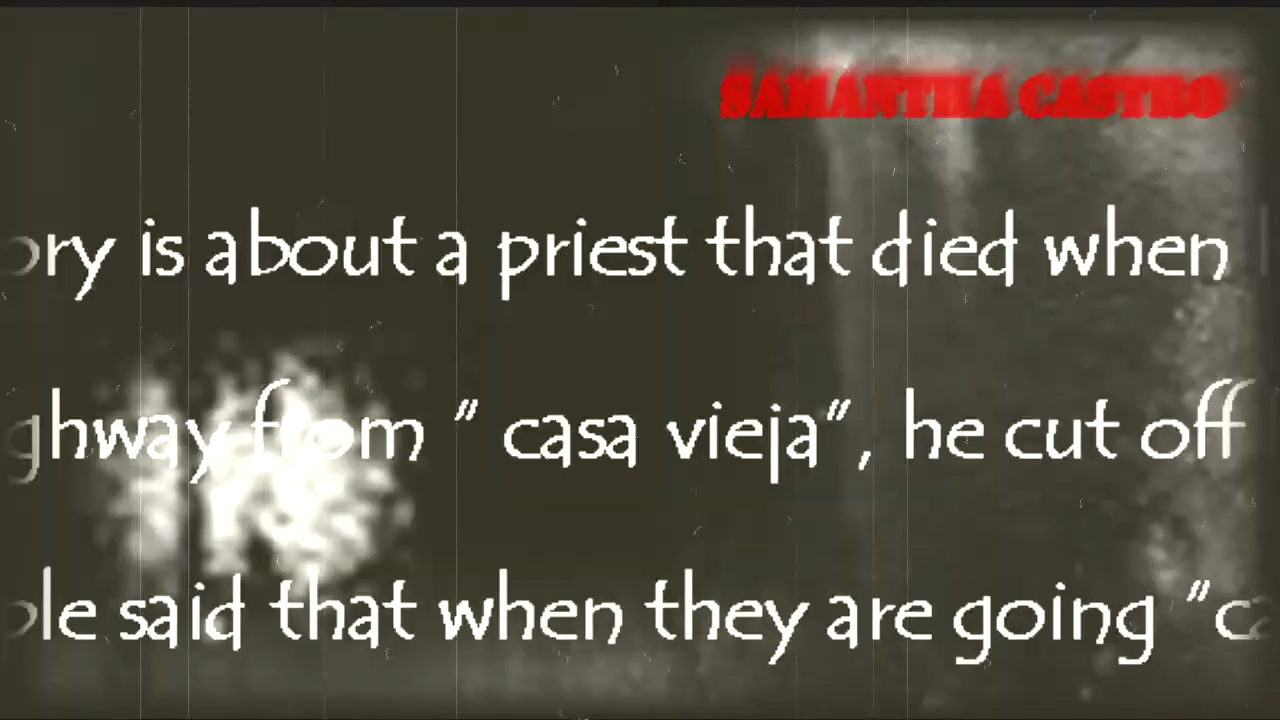 SAMANTHA CASTRO
ory is about a priest that died when
ghway from " casa vieja", he cut off
ple said that when they are going "ca